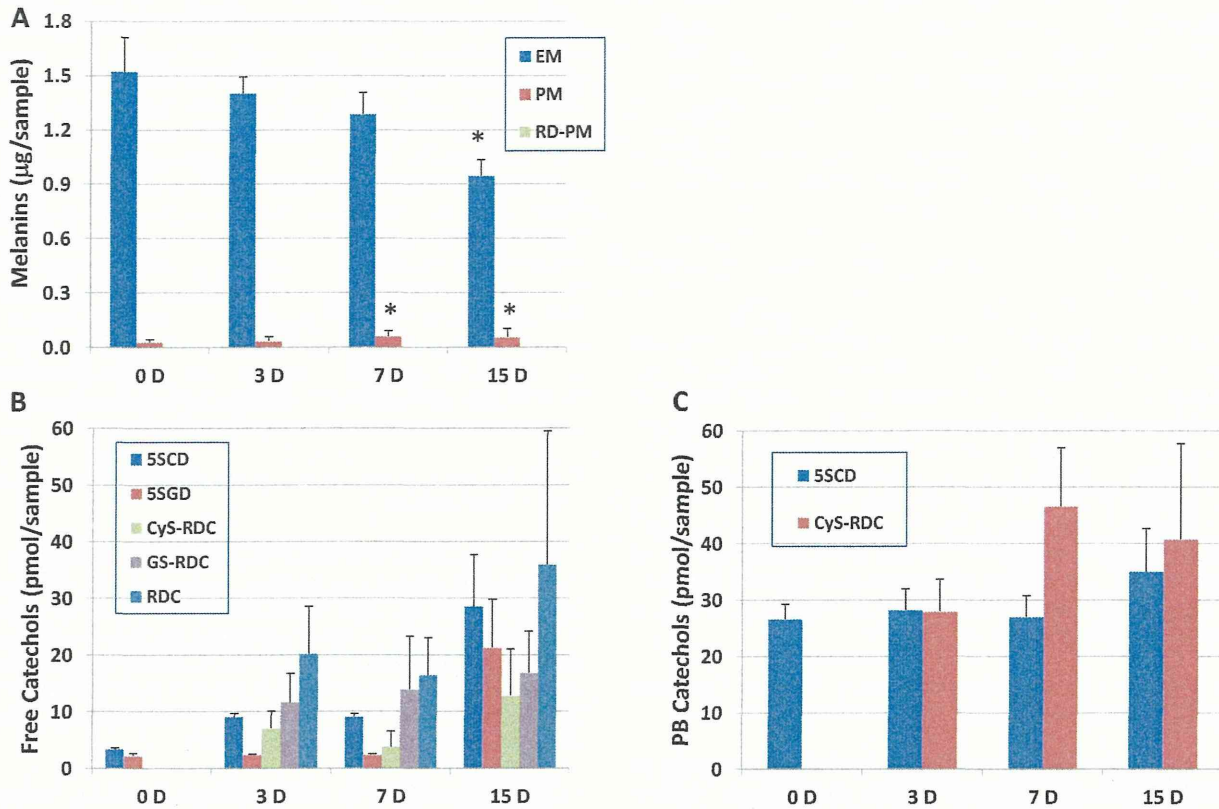 A
Melanins (µg/sample)
1.8
1.5
1.2
0.9
0.6
0.3
0.0
EM
PM
RD-PM
*
*
*
0 D
3 D
7 D
15 D
B
Free Catechols (pmol/sample)
60
50
40
30
20
10
0
5SCD
5SGD
CyS-RDC
GS-RDC
RDC
0 D
3 D
7 D
15 D
C
PB Catechols (pmol/sample)
60
50
40
30
20
10
0
5SCD
CyS-RDC
0 D
3 D
7 D
15 D